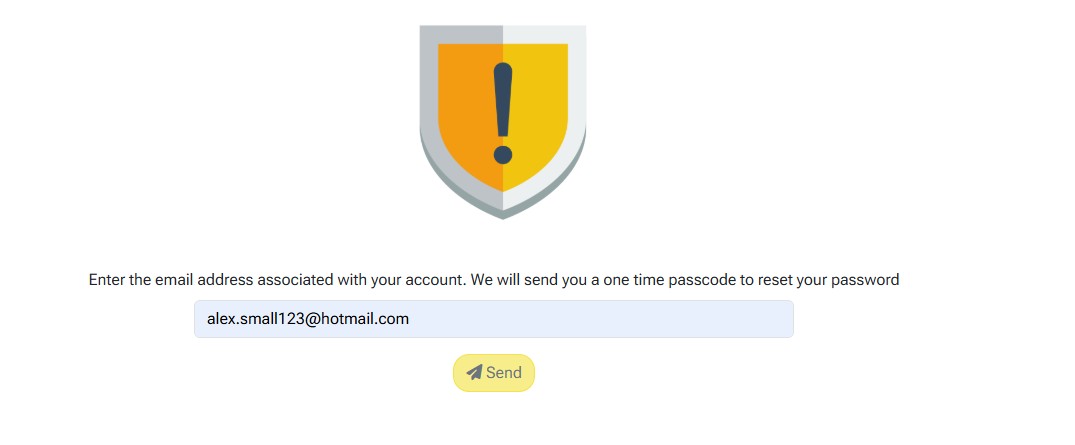 Enter the email address associated with your account. We will send you a one time passcode to reset your password
alex.small123@hotmail.com
Send